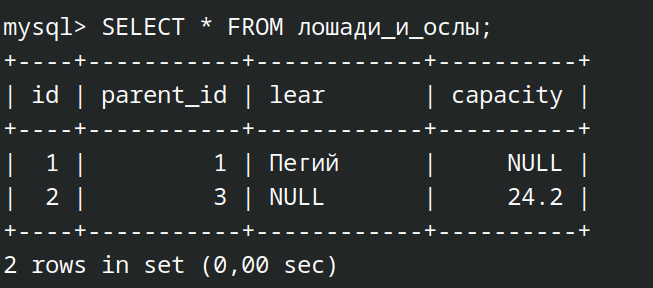 mysql> SELECT * FROM лошади_и_ослы;
+----+-----------+------------+----------+
| id | parent_id | lear       | capacity |
+----+-----------+------------+----------+
|  1 |         1 | Пегий      |     NULL |
|  2 |         3 | NULL       |     24.2 |
+----+-----------+------------+----------+
2 rows in set (0,00 sec)